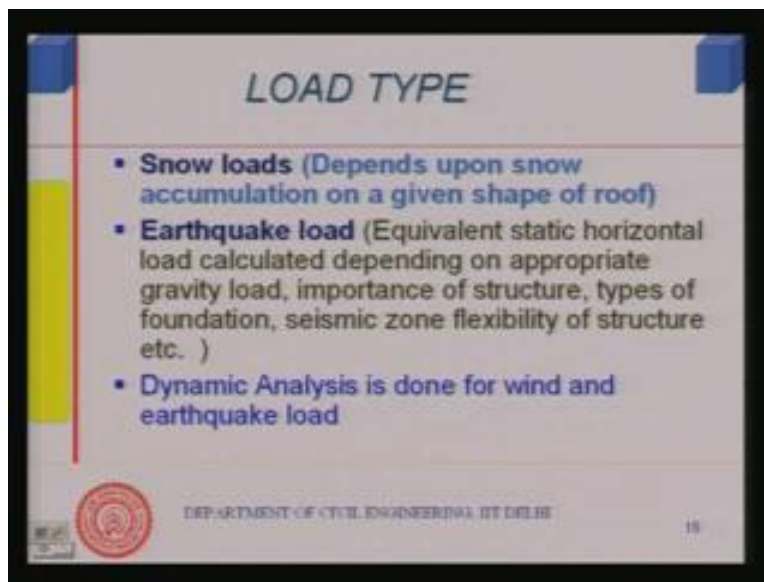 LOAD TYPE
▪ Snow loads (Depends upon snow
accumulation on a given shape of roof)
▪ Earthquake load (Equivalent static horizontal
load calculated depending on appropriate
gravity load, importance of structure, types of
foundation, seismic zone flexibility of structure
etc. )
▪ Dynamic Analysis is done for wind and
earthquake load
DEPARTMENT OF CIVIL ENGINEERING, IIT DELHI